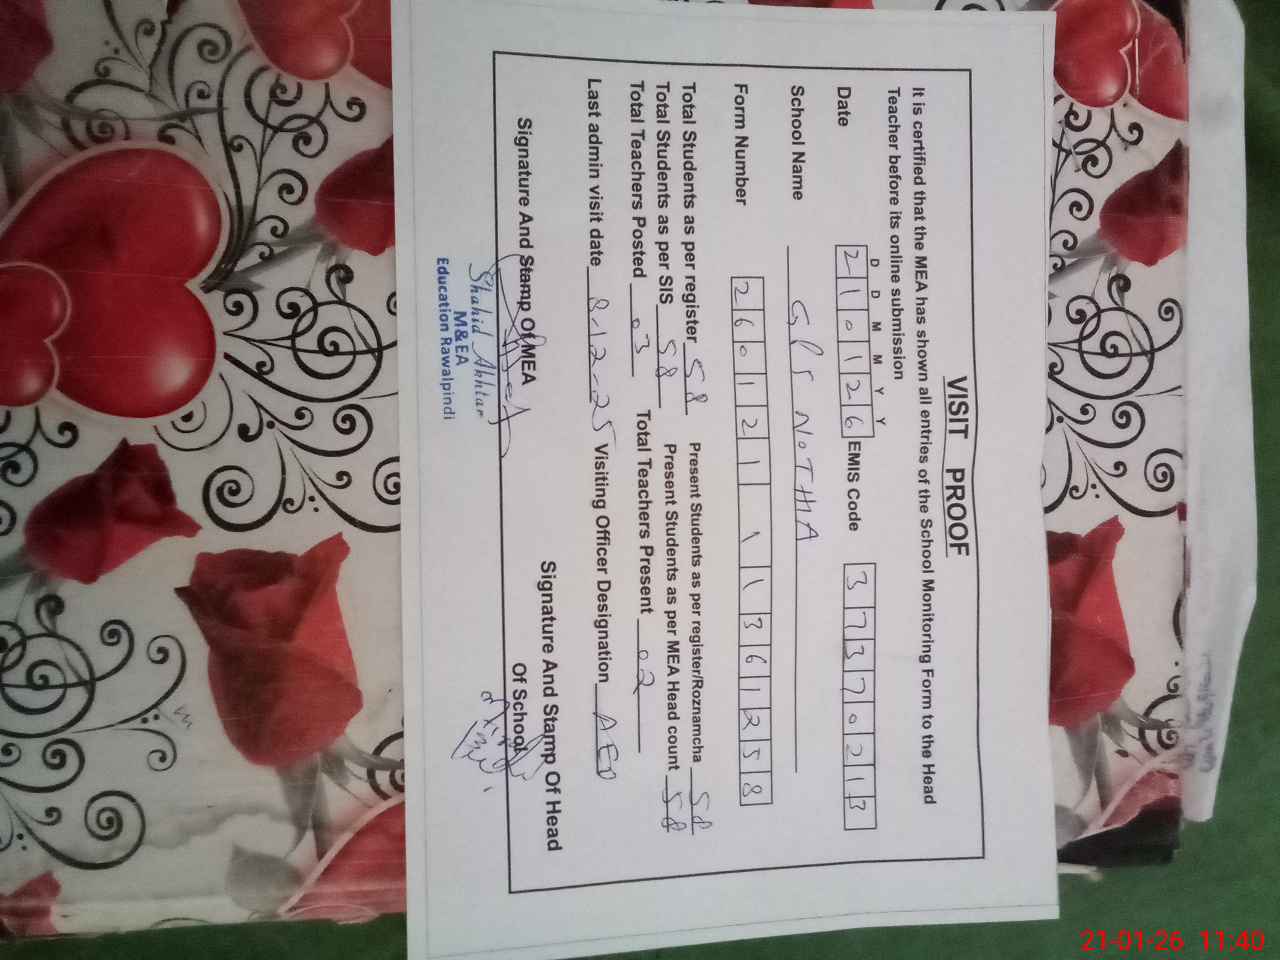 VISIT PROOF
It is certified that the MEA has shown all entries of the School Monitoring Form to the Head
Teacher before its online submission
D D M M Y Y
Date 2 1 0 1 2 6 EMIS Code 3 7 3 7 0 2 1 3
School Name GPS NOTHA
Form Number 2 6 0 1 2 1 1 1 1 3 6 1 2 5 8
Total Students as per register 58 Present Students as per register/Roznamcha 58
Total Students as per SIS 58 Present Students as per MEA Head count 58
Total Teachers Posted 03 Total Teachers Present 02
Last admin visit date 8-12-25 Visiting Officer Designation AEO
Signature And Stamp Of MEA Signature And Stamp Of Head
Of School
Shahid Akhtar
M&EA
Education Rawalpindi
21-01-26 11:40